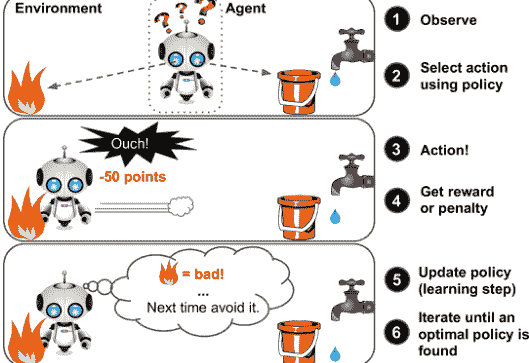 Environment
Agent
???
1 Observe
2 Select action
using policy
Ouch!
-50 points
3 Action!
4 Get reward
or penalty
= bad!
...
Next time avoid it.
5 Update policy
(learning step)
6 Iterate until an
optimal policy is
found